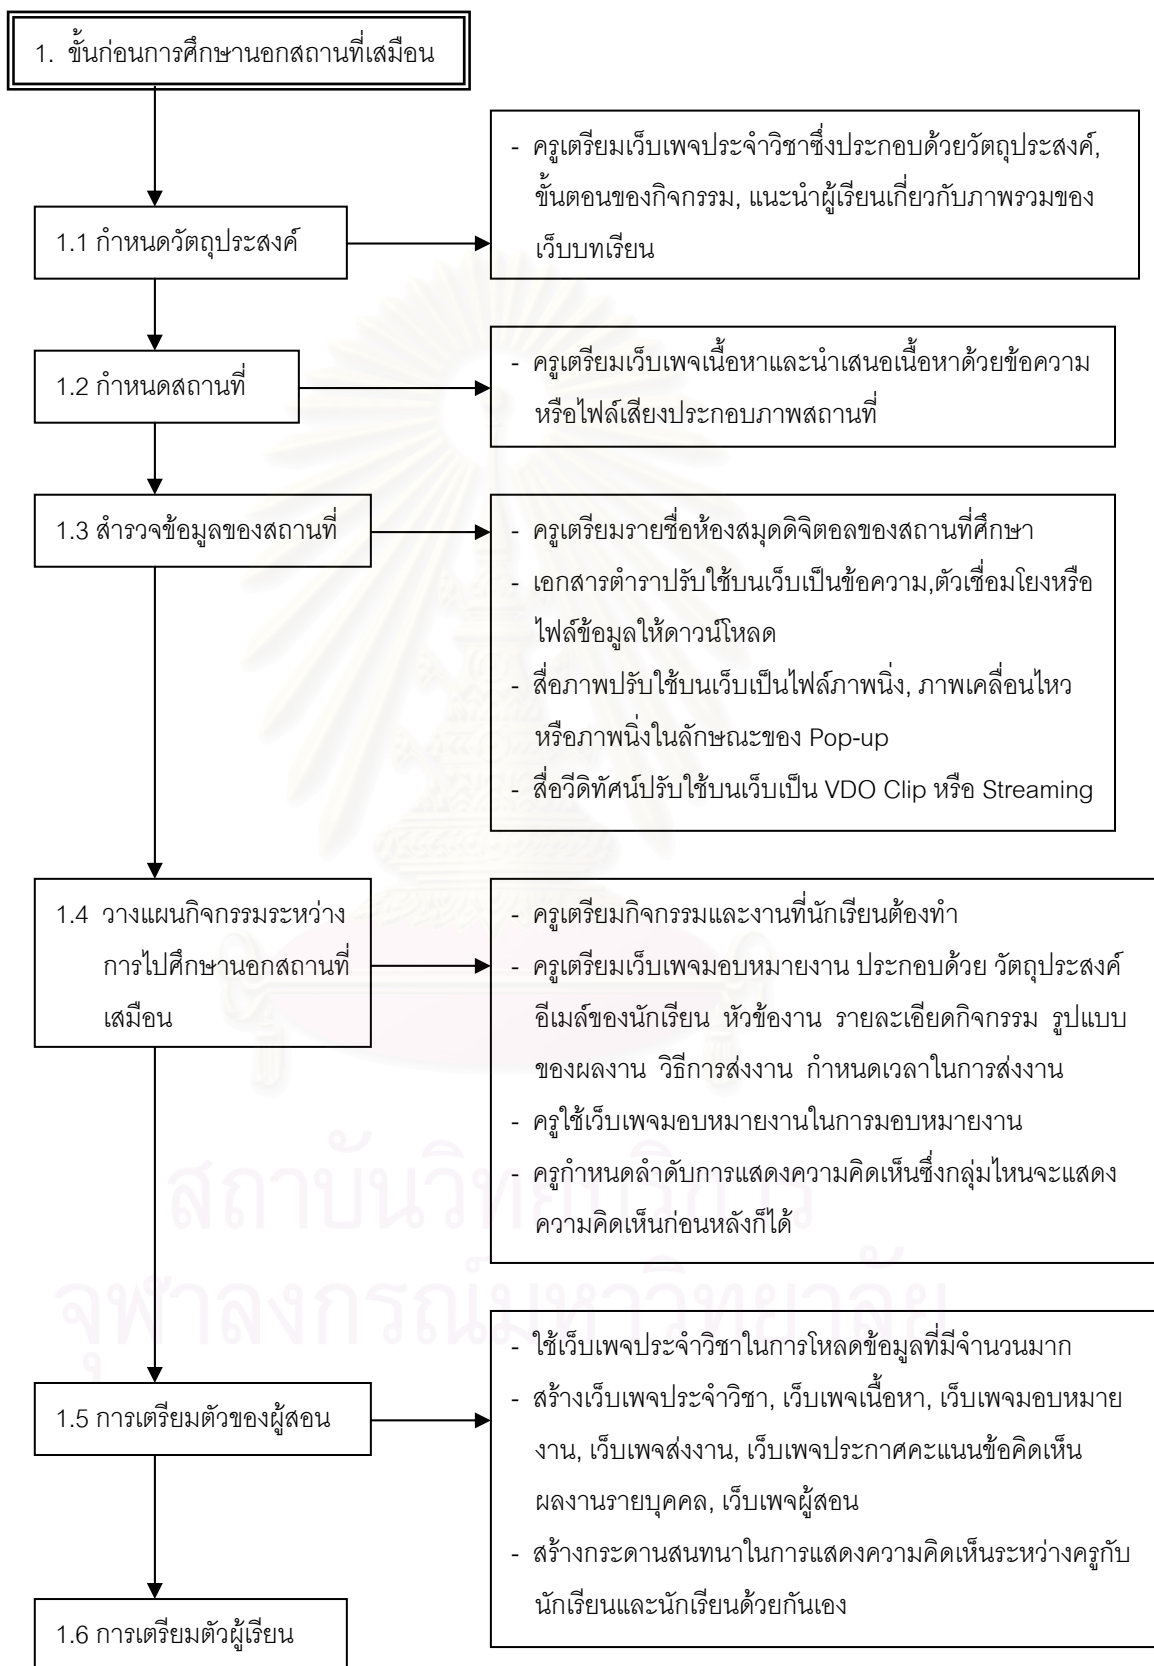 1. ขั้นก่อนการศึกษานอกสถานที่เสมือน
1.1 กำหนดวัตถุประสงค์
- ครูเตรียมเว็บเพจประจำวิชาซึ่งประกอบด้วยวัตถุประสงค์,
ขั้นตอนของกิจกรรม, แนะนำผู้เรียนเกี่ยวกับภาพรวมของ
เว็บบทเรียน
1.2 กำหนดสถานที่
- ครูเตรียมเว็บเพจเนื้อหาและนำเสนอเนื้อหาด้วยข้อความ
หรือไฟล์เสียงประกอบภาพสถานที่
1.3 สำรวจข้อมูลของสถานที่
- ครูเตรียมรายชื่อห้องสมุดดิจิตอลของสถานที่ศึกษา
- เอกสารตำราปรับใช้บนเว็บเป็นข้อความ,ตัวเชื่อมโยงหรือ
ไฟล์ข้อมูลให้ดาวน์โหลด
- สื่อภาพปรับใช้บนเว็บเป็นไฟล์ภาพนิ่ง, ภาพเคลื่อนไหว
หรือภาพนิ่งในลักษณะของ Pop-up
- สื่อวีดิทัศน์ปรับใช้บนเว็บเป็น VDO Clip หรือ Streaming
1.4 วางแผนกิจกรรมระหว่าง
การไปศึกษานอกสถานที่
เสมือน
- ครูเตรียมกิจกรรมและงานที่นักเรียนต้องทำ
- ครูเตรียมเว็บเพจมอบหมายงาน ประกอบด้วย วัตถุประสงค์
อีเมล์ของนักเรียน หัวข้องาน รายละเอียดกิจกรรม รูปแบบ
ของผลงาน วิธีการส่งงาน กำหนดเวลาในการส่งงาน
- ครูใช้เว็บเพจมอบหมายงานในการมอบหมายงาน
- ครูกำหนดลำดับการแสดงความคิดเห็นซึ่งกลุ่มไหนจะแสดง
ความคิดเห็นก่อนหลังก็ได้
สถาบันวิทยบริการ
จุฬาลงกรณ์มหาวิทยาลัย
1.5 การเตรียมตัวของผู้สอน
- ใช้เว็บเพจประจำวิชาในการโหลดข้อมูลที่มีจำนวนมาก
- สร้างเว็บเพจประจำวิชา, เว็บเพจเนื้อหา, เว็บเพจมอบหมาย
งาน, เว็บเพจส่งงาน, เว็บเพจประกาศคะแนนข้อคิดเห็น
ผลงานรายบุคคล, เว็บเพจผู้สอน
- สร้างกระดานสนทนาในการแสดงความคิดเห็นระหว่างครูกับ
นักเรียนและนักเรียนด้วยกันเอง
1.6 การเตรียมตัวผู้เรียน